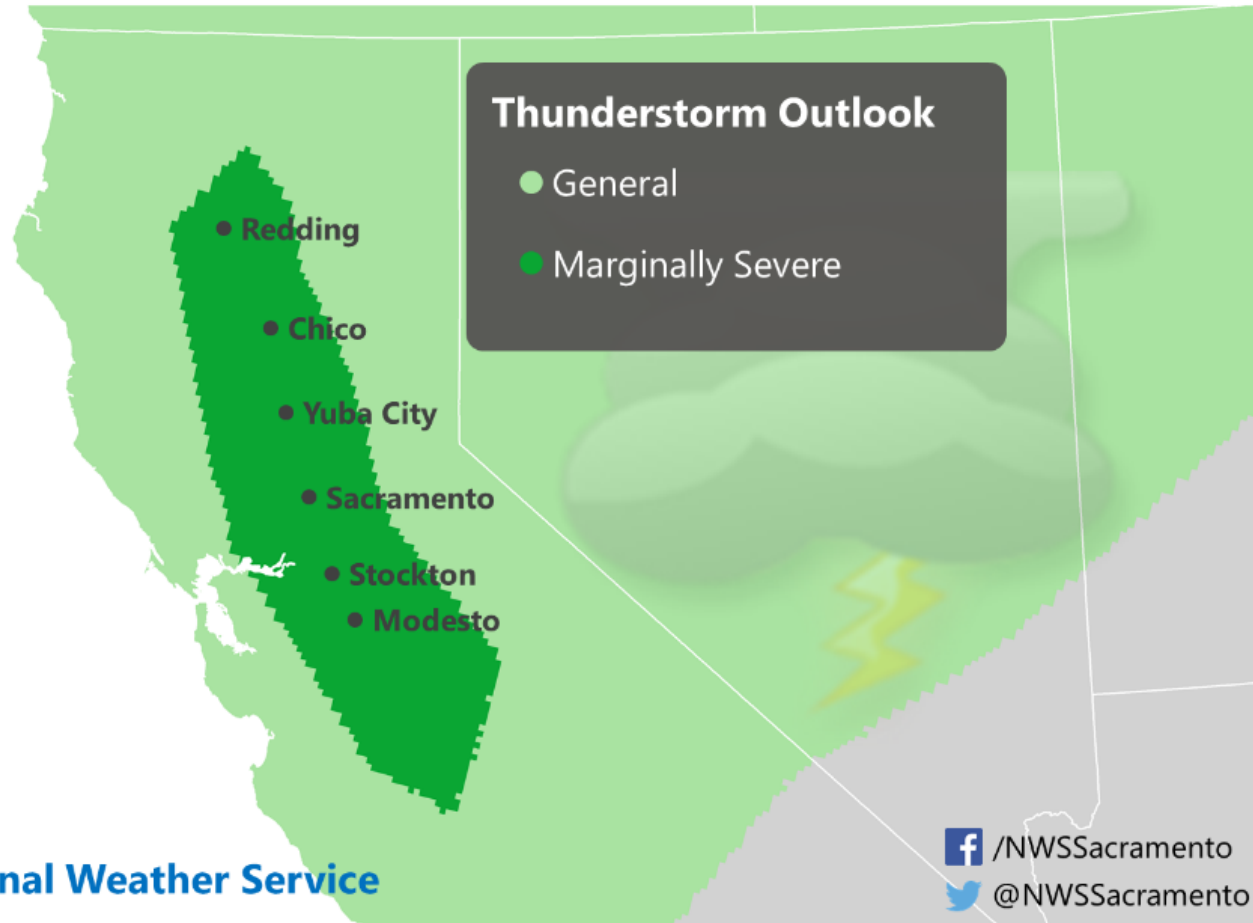 Thunderstorm Outlook
General
Marginally Severe
Redding
Chico
Yuba City
Sacramento
Stockton
Modesto
nal Weather Service
/NWSSacramento
@NWSSacramento